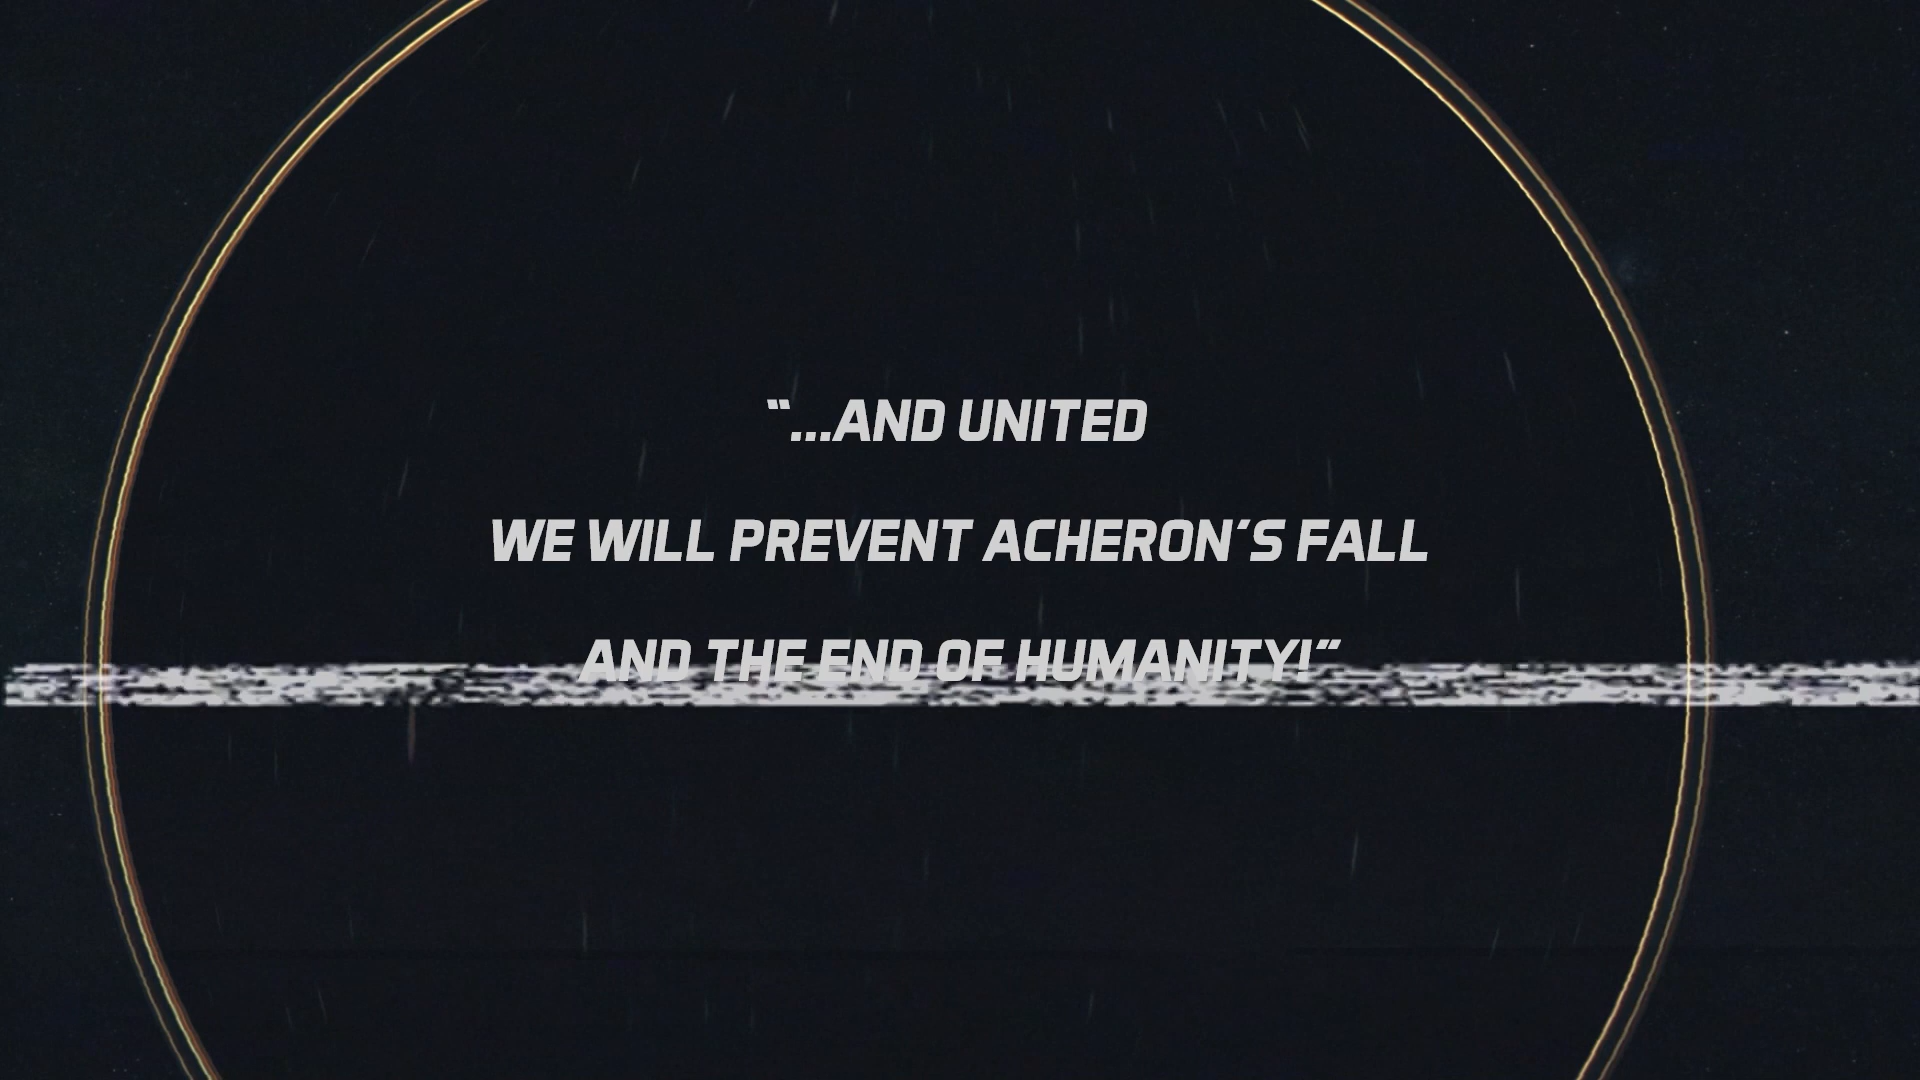 “...AND UNITED
WE WILL PREVENT ACHERON’S FALL
AND THE END OF HUMANITY!”